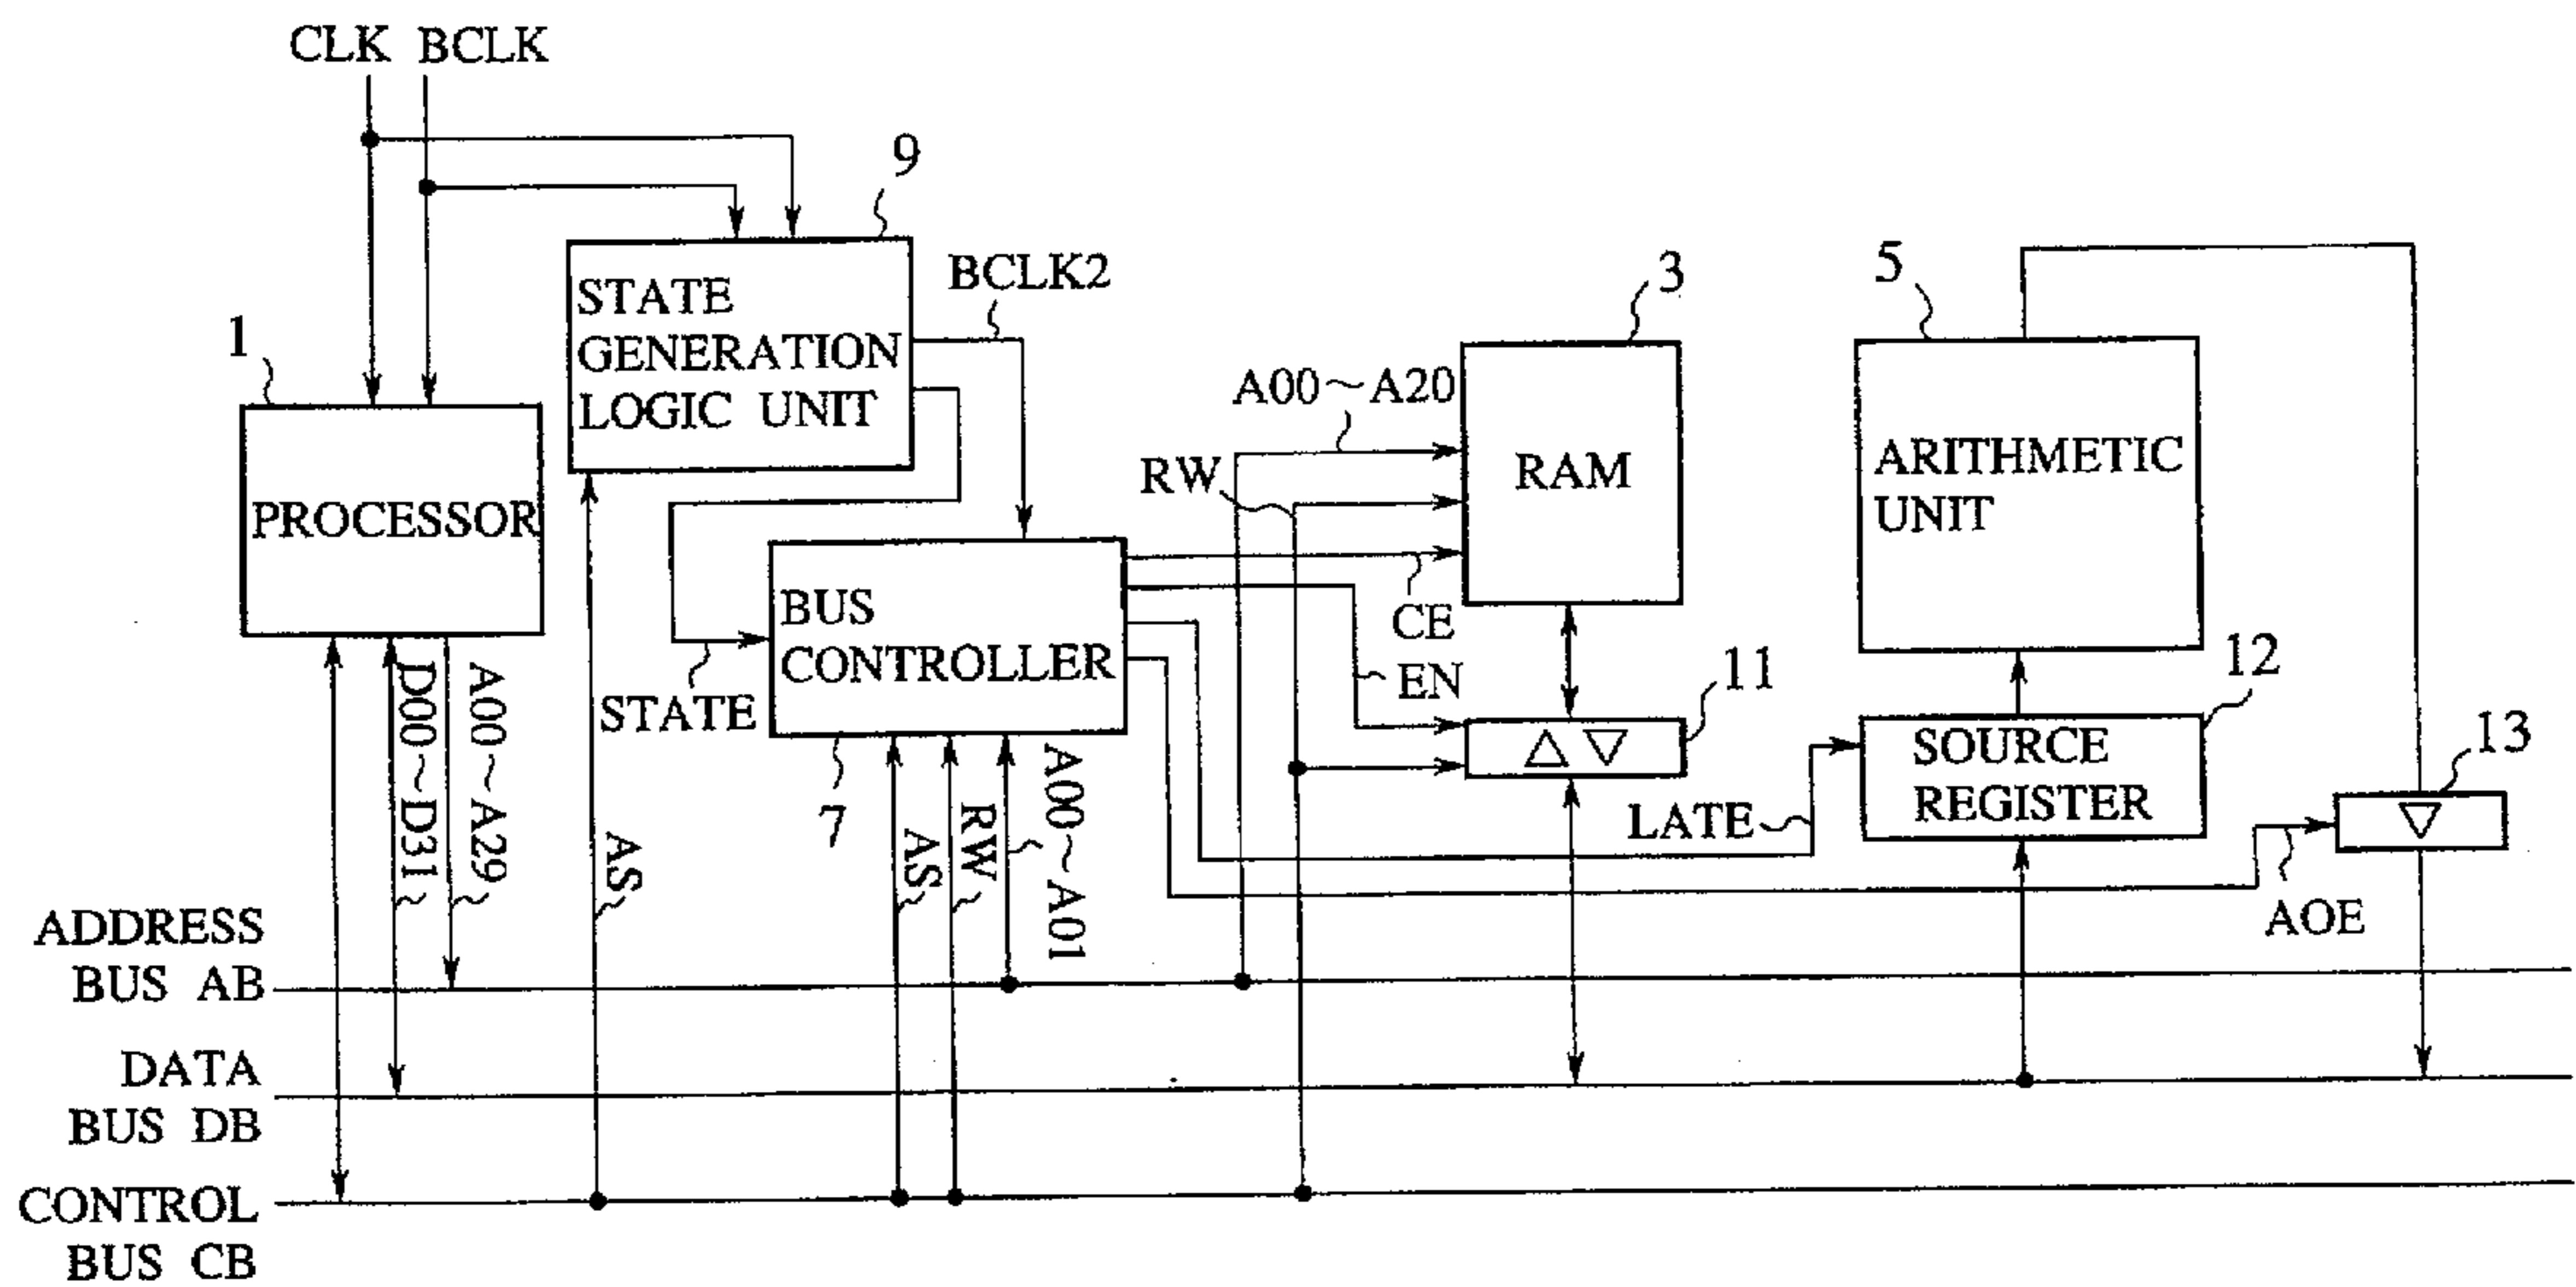 CLK BCLK
9
BCLK2
STATE
GENERATION
LOGIC UNIT
1
PROCESSOR
3
5
A00~A20
RW
RAM
ARITHMETIC
UNIT
CE
EN
BUS
CONTROLLER
STATE
7
11
12
SOURCE
REGISTER
13
LATE
AOE
D00~D31
A00~A29
AS
AS
RW
A00~A01
ADDRESS
BUS AB
DATA
BUS DB
CONTROL
BUS CB